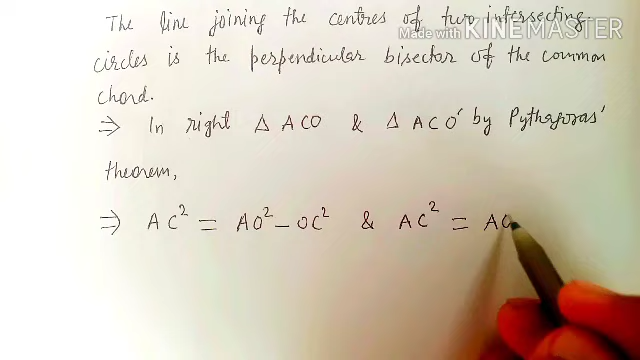 The line joining the centres of two intersecting
Made with KINEMASTER
circles is the perpendicular bisector of the common
chord.
⇒ In right Δ ACO & Δ ACO' by Pythagoras'
theorem,
⇒ AC² = AO² - OC² & AC² = AO